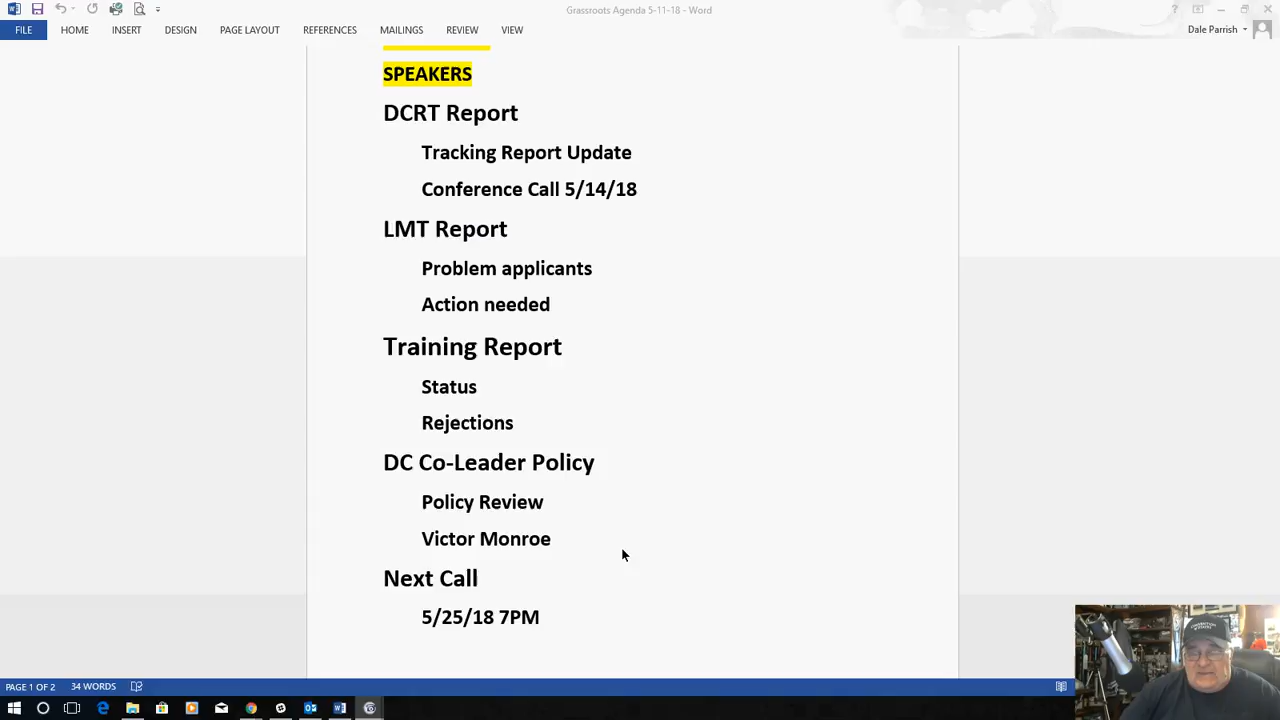 Grassroots Agenda 5-11-18 - Word
FILE HOME INSERT DESIGN PAGE LAYOUT REFERENCES MAILINGS REVIEW VIEW
Dale Parrish
SPEAKERS
DCRT Report
Tracking Report Update
Conference Call 5/14/18
LMT Report
Problem applicants
Action needed
Training Report
Status
Rejections
DC Co-Leader Policy
Policy Review
Victor Monroe
Next Call
5/25/18 7PM
PAGE 1 OF 2 34 WORDS